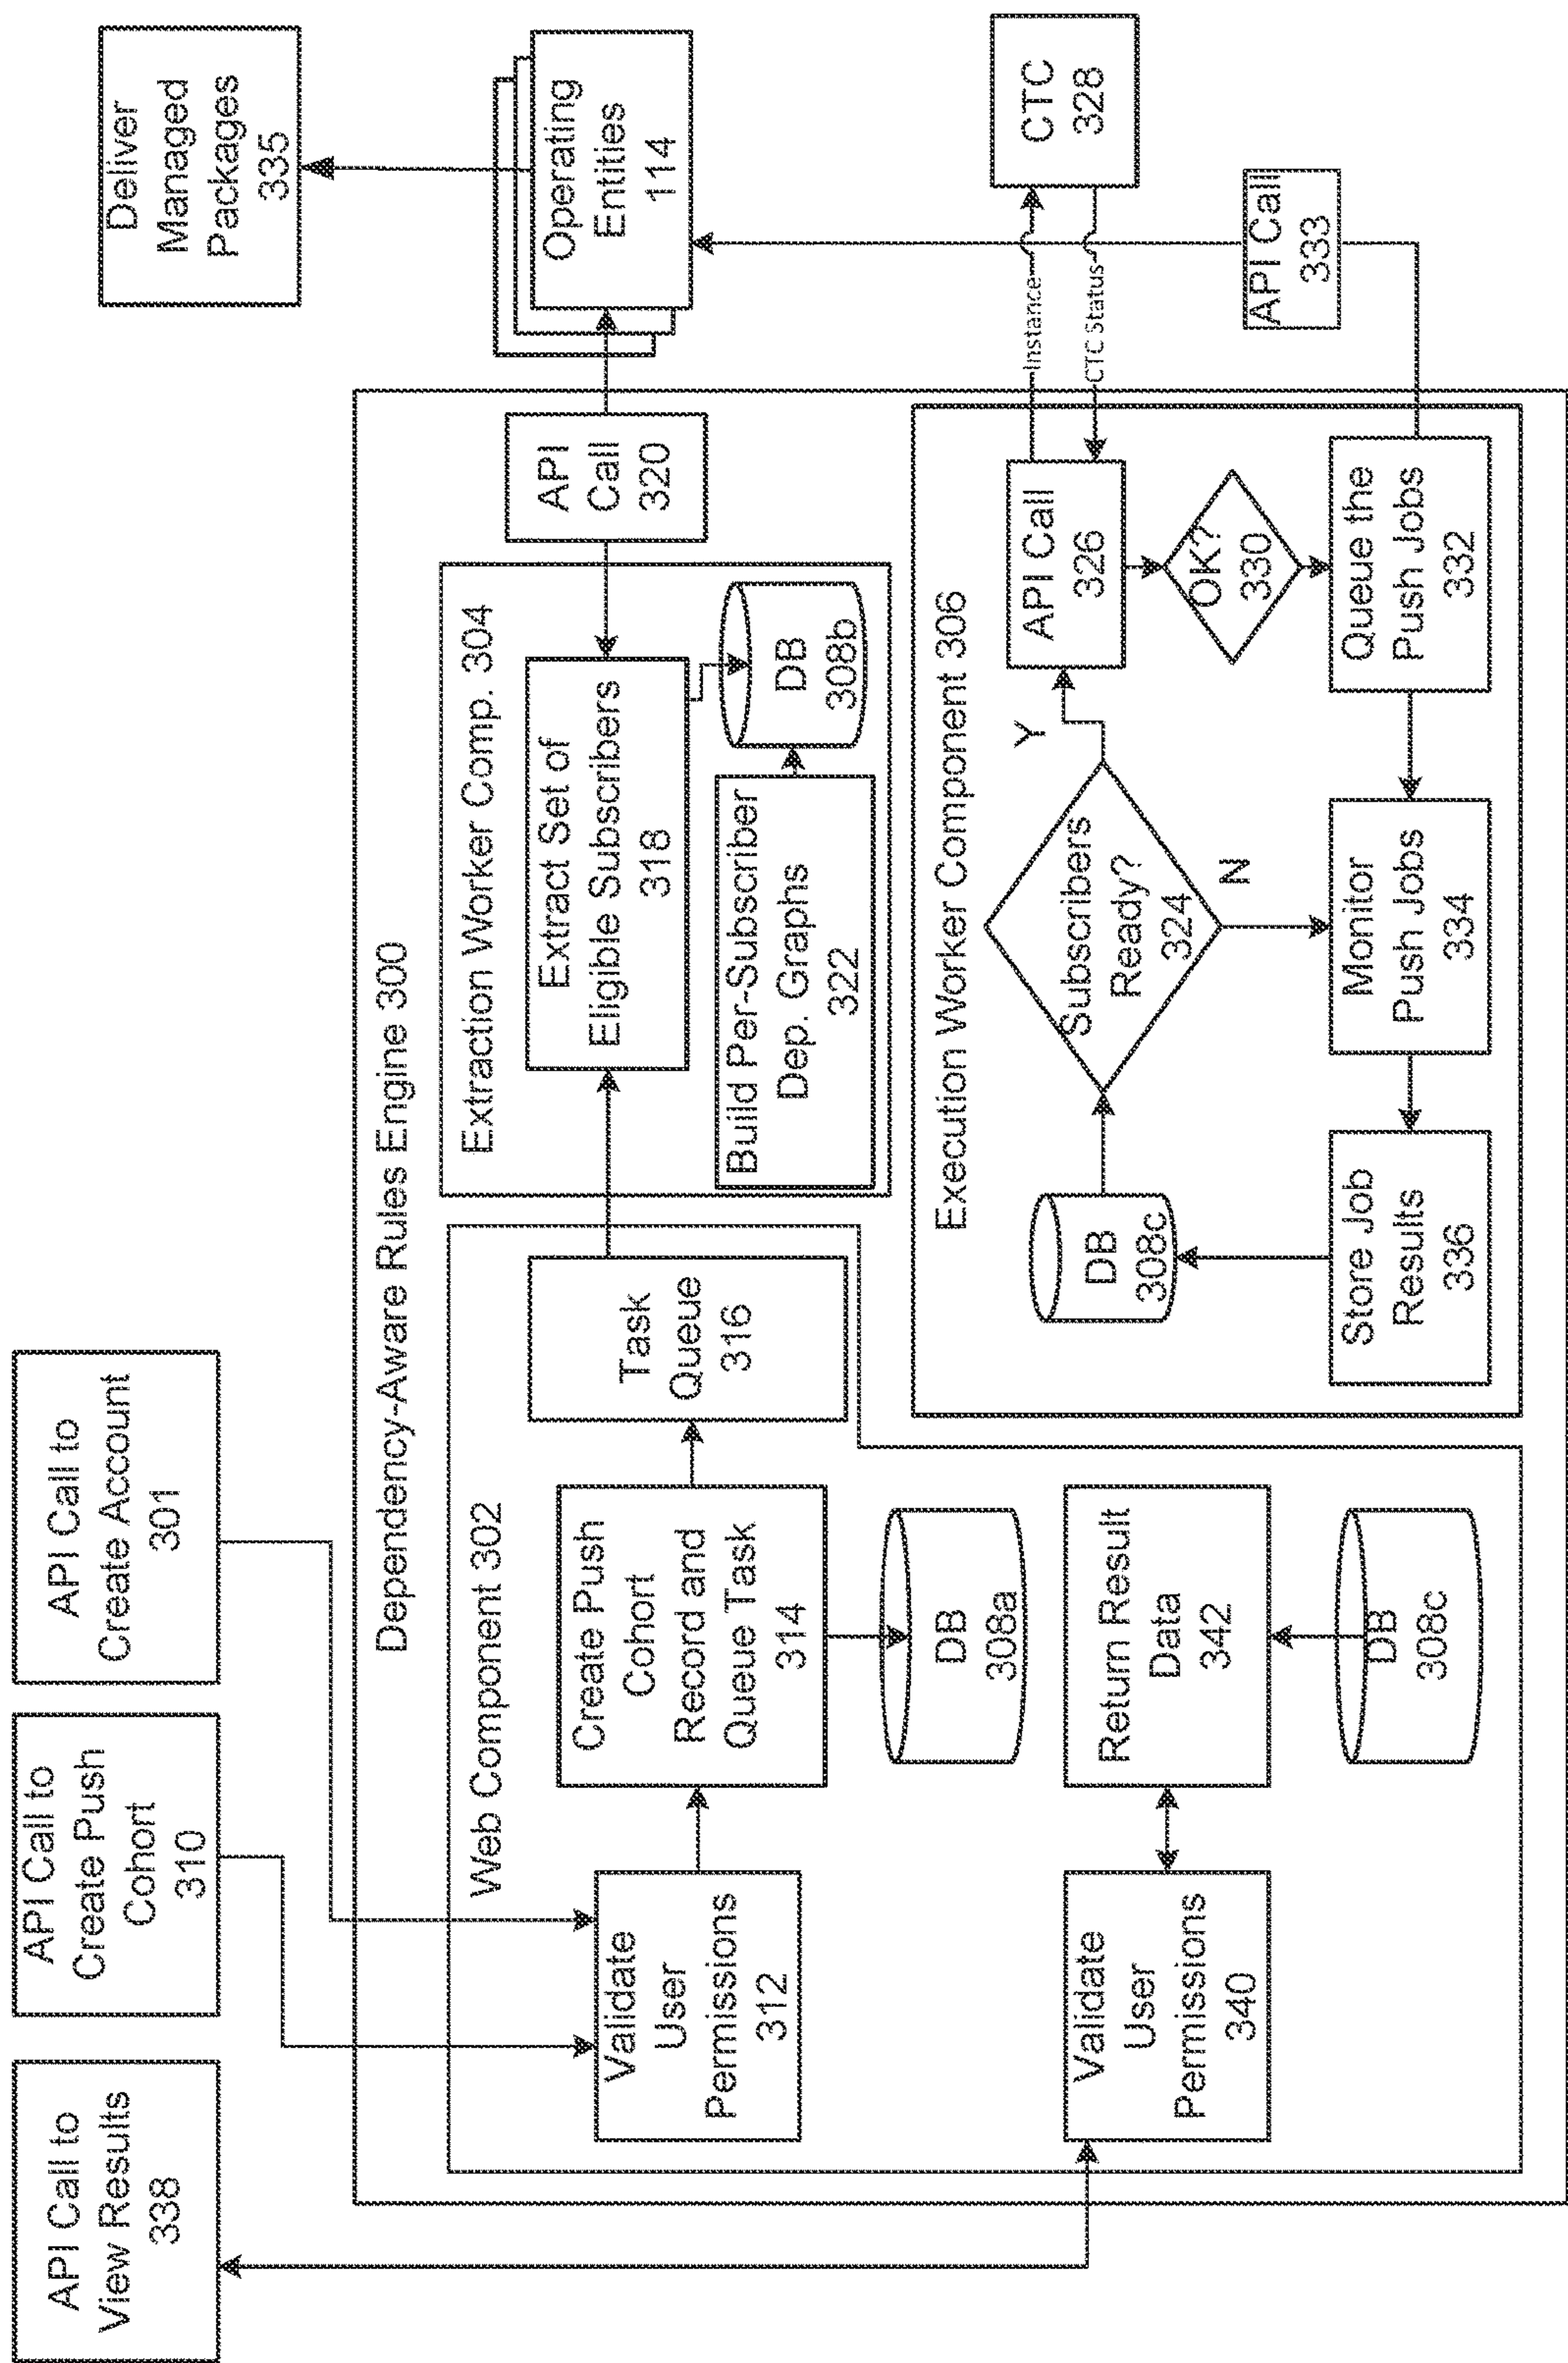 API Call to
View Results
338
API Call to
Create Push
Cohort
310
API Call to
Create Account
301
Deliver
Managed
Packages
335
Dependency-Aware Rules Engine 300
Web Component 302
Validate
User
Permissions
312
Create Push
Cohort
Record and
Queue Task
314
Task
Queue
316
DB
308a
Validate
User
Permissions
340
Return Result
Data
342
DB
308c
Extraction Worker Comp. 304
Extract Set of
Eligible Subscribers
318
Build Per-Subscriber
Dep. Graphs
322
DB
308b
API
Call
320
Operating
Entities
114
Execution Worker Component 306
DB
308c
Subscribers
Ready?
324
Y
N
API Call
326
Instance
CTC Status
CTC
328
OK?
330
Store Job
Results
336
Monitor
Push Jobs
334
Queue the
Push Jobs
332
API Call
333